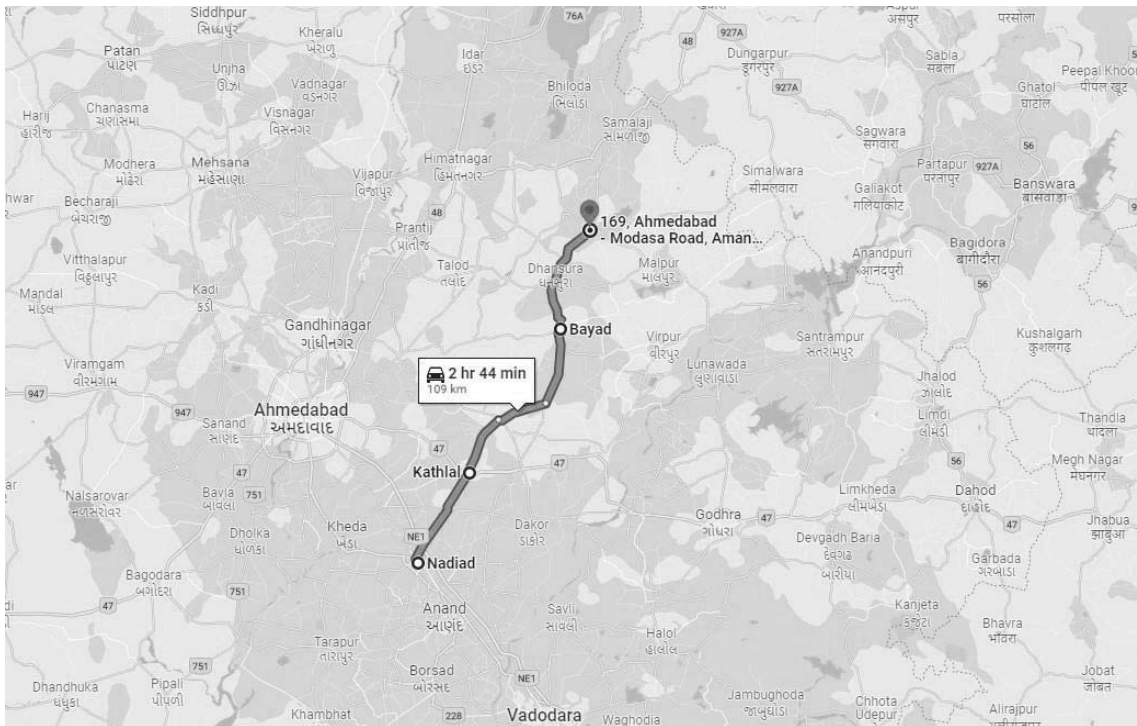 Siddhpur
સિદ્ધપુર
Kheralu
ખેરાળુ
76A
48
927A
Dungarpur
डूंगरपुर
Aspur
असपुर
Parsola
परसोला
Patan
પાટણ
Unjha
ઊંઝા
Vadnagar
વડનગર
Idar
ઇડર
Bhiloda
ભિલોડા
Sabla
सबला
Peepal Khoon
पीपल खूंट
Ghatol
घाटोल
927A
Chanasma
ચાણસ્મા
Visnagar
વિસનગર
Harij
હારીજ
Samalaji
સામળાજી
Sagwara
सगवारा
56
Modhera
મોઢેરા
Mehsana
મહેસાણા
Vijapur
વિજાપુર
Himatnagar
હિંમતનગર
Simalwara
सीमलवारा
Partapur
परतापुर
927A
Banswara
बांसवाड़ा
Galiakot
गलियाकोट
Becharaji
બેચરાજી
48
Prantij
પ્રાંતીજ
169, Ahmedabad
- Modasa Road, Aman...
Bagidora
बागीदौरा
Anandpuri
आनंदपुरी
Vitthalapur
વિઠ્ઠલાપુર
Talod
તલોદ
Dhansura
ધનસુરા
Malpur
માલપુર
56
Kadi
કડી
Mandal
માંડલ
Gandhinagar
ગાંધીનગર
Bayad
Virpur
વીરપુર
Santrampur
સંતરામપુર
Kushalgarh
कुशलगढ़
Viramgam
વીરમગામ
2 hr 44 min
109 km
Lunawada
લુણાવાડા
Jhalod
ઝાલોદ
947
947
Ahmedabad
અમદાવાદ
Sanand
સાણંદ
Limdi
લીમડી
Thandla
थांदला
47
47
Kathlal
56
Megh Nagar
मेघनगर
Nalsarovar
નળસરોવર
Bavla
બાવલા
751
Limkheda
લીમખેડા
Dahod
દાહોદ
Dholka
ધોળકા
Kheda
ખેડા
NE1
Dakor
ડાકોર
Godhra
ગોધરા
47
Jhabua
झाबुआ
Devgadh Baria
દેવગઢ
બારીયા
Nadiad
Garbada
ગરબાડા
Bagodara
બગોદરા
751
47
Anand
આણંદ
Savli
સાવલી
Kanjeta
કંજેટા
Halol
હાલોલ
Bhavra
भाँवरा
Tarapur
તારાપુર
751
Borsad
બોરસદ
NE1
Jobat
जोबत
Dhandhuka
ધંધુકા
Pipali
પીપળી
Jambughoda
જાંબુઘોડા
Chhota
Udepur
Alirajpur
Khambhat
228
Vadodara
Waghodia